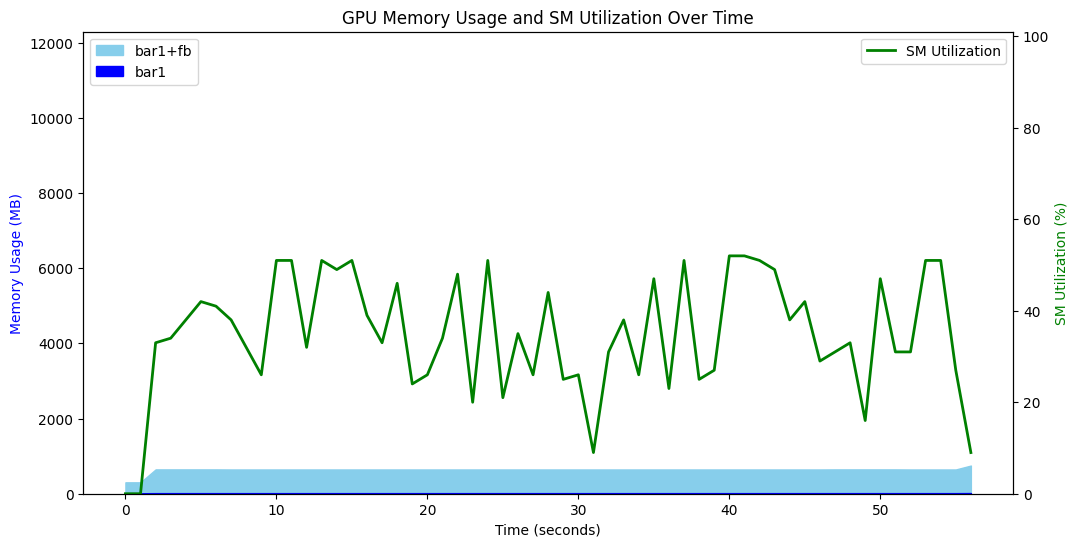 GPU Memory Usage and SM Utilization Over Time
bar1+fb
bar1
SM Utilization
12000
10000
8000
6000
4000
2000
0
Memory Usage (MB)
100
80
60
40
20
0
SM Utilization (%)
0
10
20
30
40
50
Time (seconds)